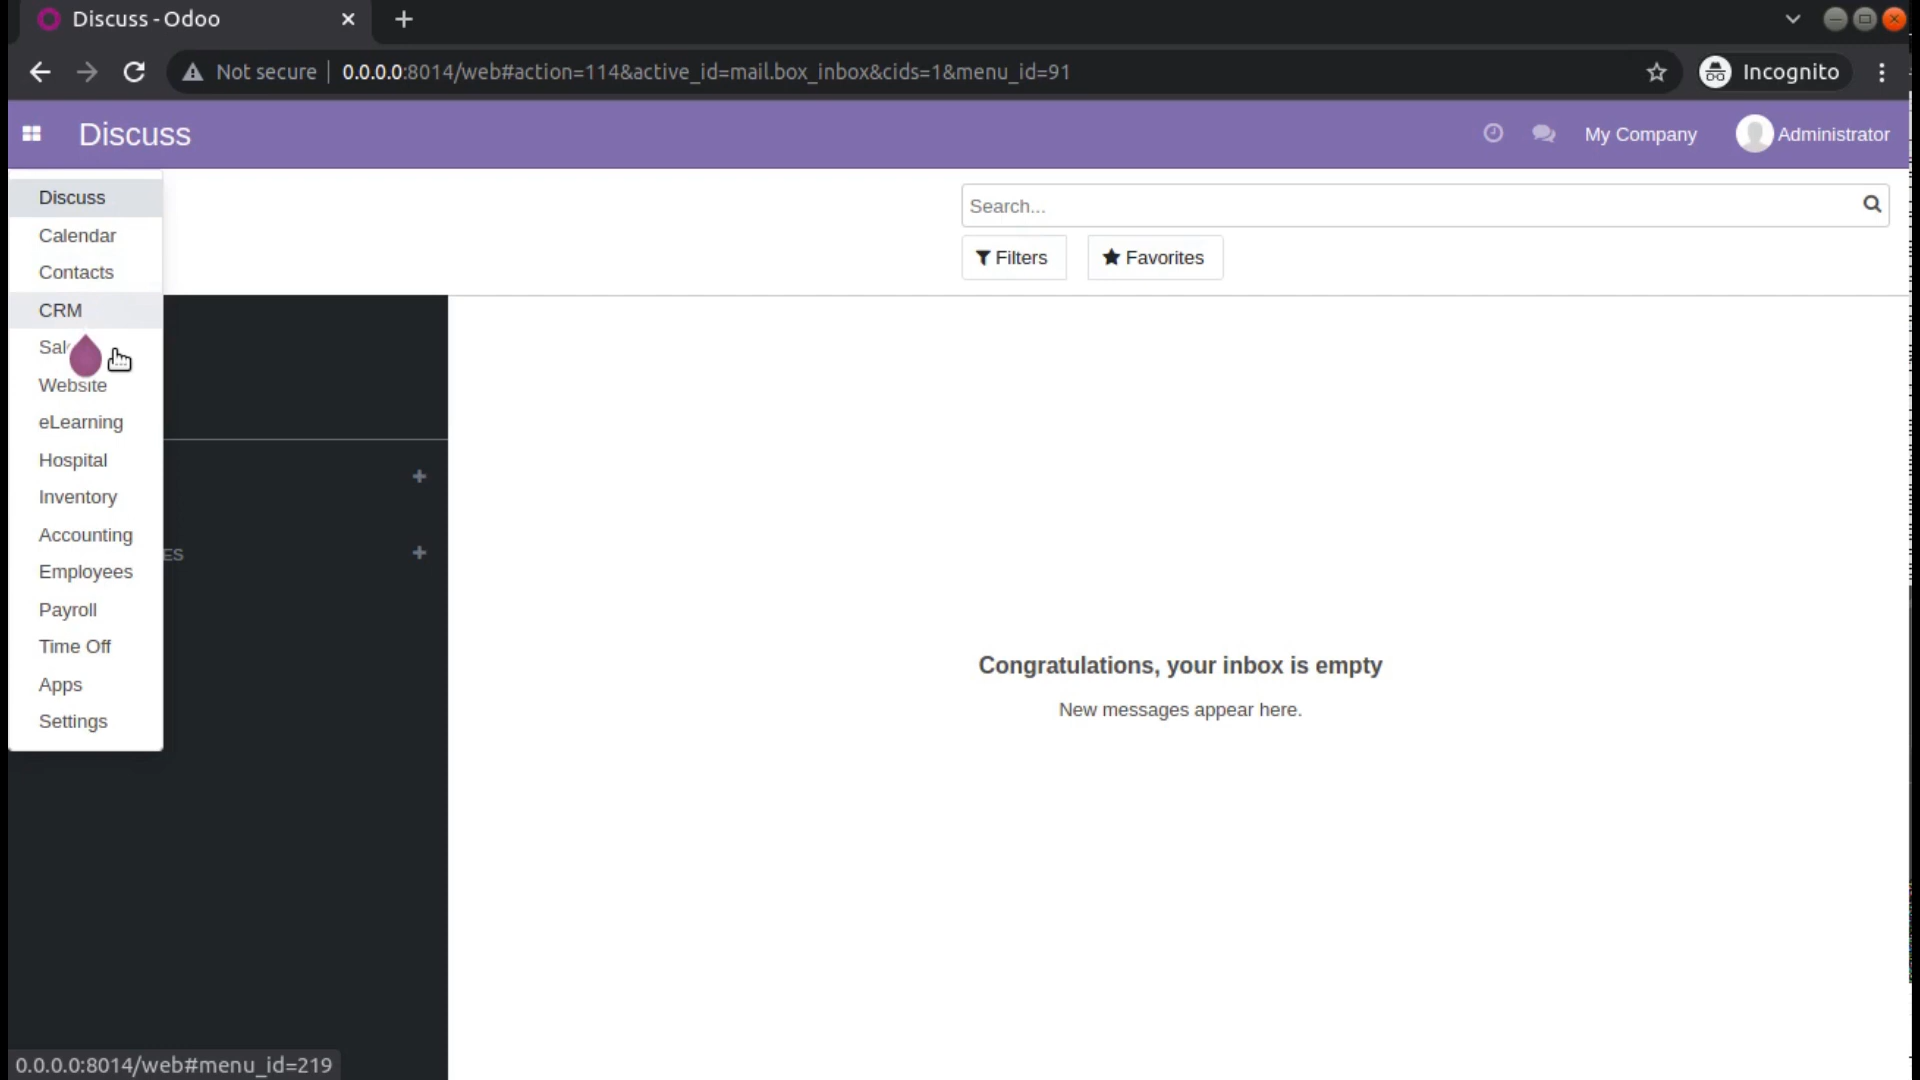 Discuss - Odoo
Not secure 0.0.0.0:8014/web#action=114&active_id=mail.box_inbox&cids=1&menu_id=91 Incognito
Discuss My Company Administrator
Discuss
Calendar
Contacts
CRM
Website
eLearning
Hospital
Inventory
Accounting
Employees
Payroll
Time Off
Apps
Settings
Search...
Filters Favorites
ES
Congratulations, your inbox is empty
New messages appear here.
0.0.0.0:8014/web#menu_id=219